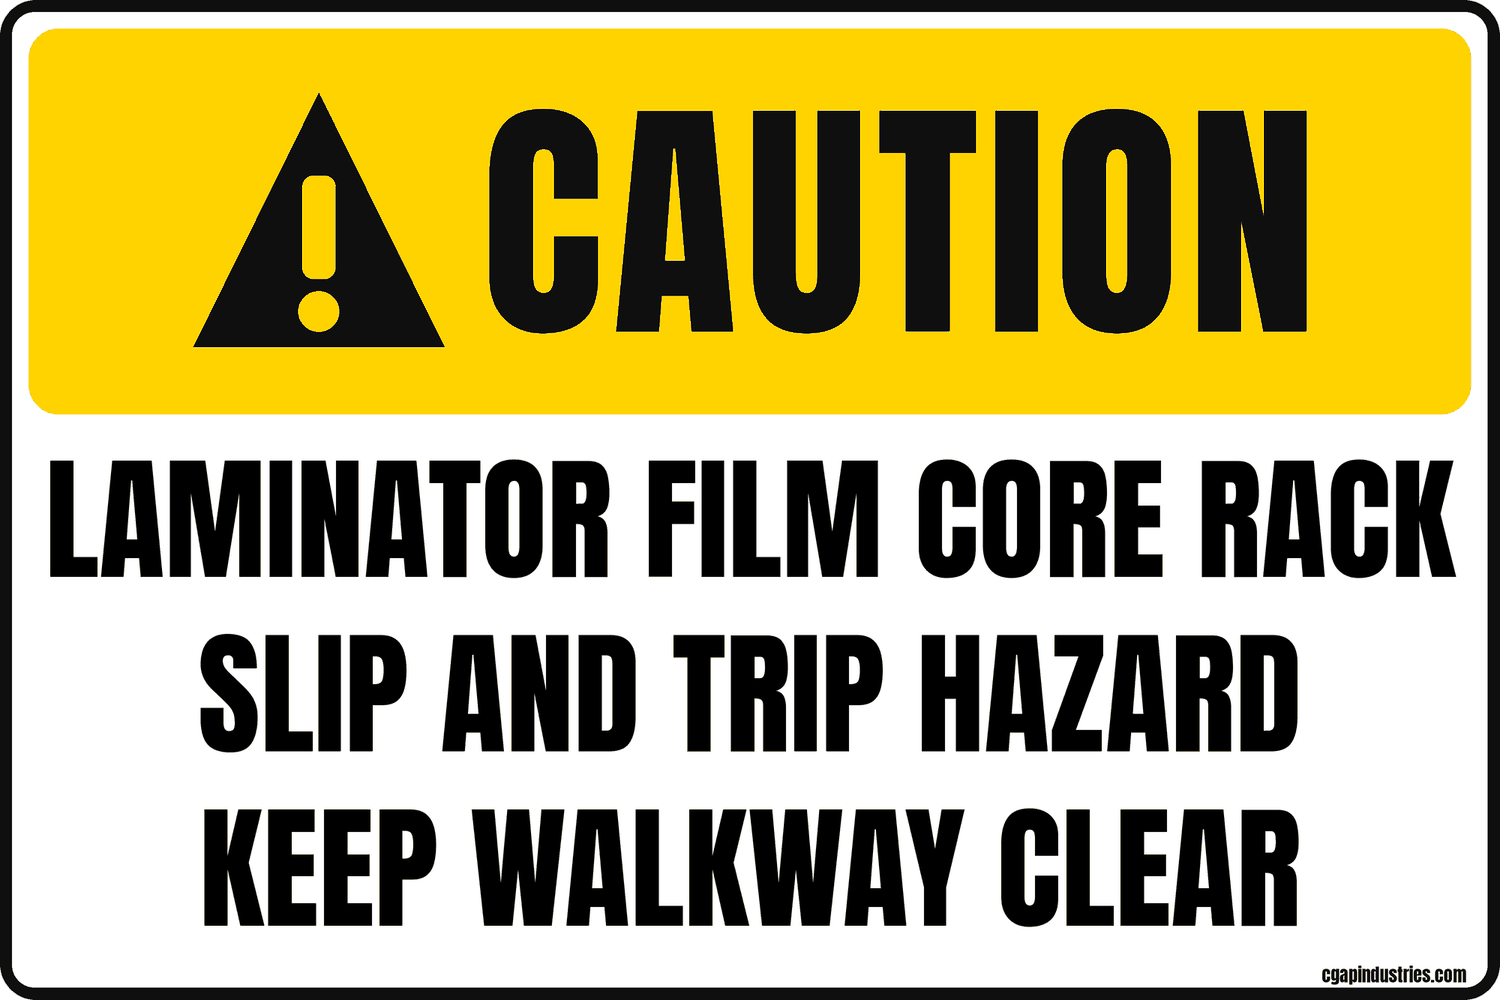 CAUTION
LAMINATOR FILM CORE RACK
SLIP AND TRIP HAZARD
KEEP WALKWAY CLEAR
cgapindustries.com